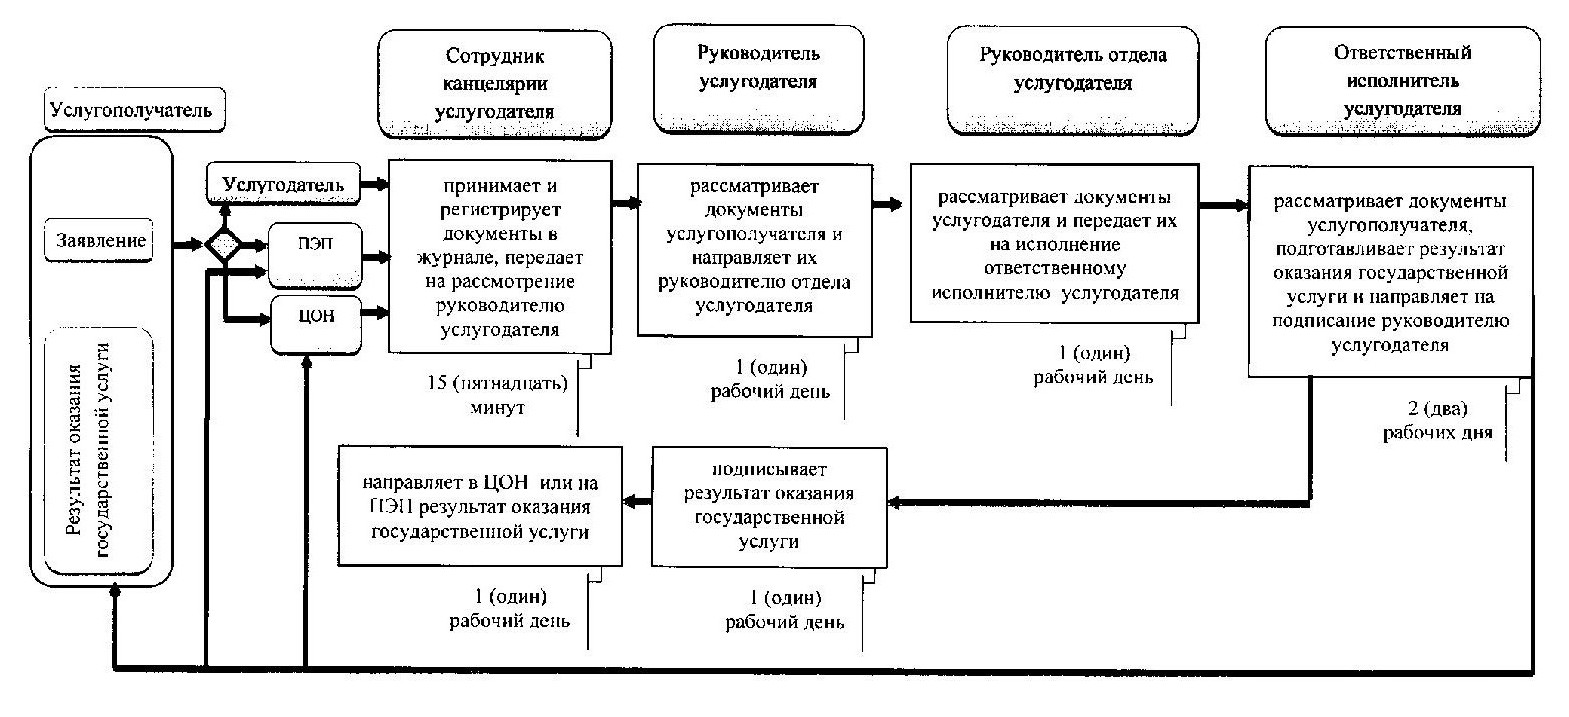 Сотрудник
канцелярии
услугодателя
Руководитель
услугодателя
Руководитель отдела
услугодателя
Ответственный
исполнитель
услугодателя
Услугополучатель
Заявление
Результат оказания
государственной услуги
Услугодатель
ПЭП
ЦОН
принимает и
регистрирует
документы в
журнале, передает
на рассмотрение
руководителю
услугодателя
15 (пятнадцать)
минут
рассматривает
документы
услугополучателя и
направляет их
руководителю отдела
услугодателя
1 (один)
рабочий день
рассматривает документы
услугодателя и передает их
на исполнение
ответственному
исполнителю услугодателя
1 (один)
рабочий день
рассматривает документы
услугополучателя,
подготавливает результат
оказания государственной
услуги и направляет на
подписание руководителю
услугодателя
2 (два)
рабочих дня
направляет в ЦОН или на
ПЭП результат оказания
государственной услуги
1 (один)
рабочий день
подписывает
результат оказания
государственной
услуги
1 (один)
рабочий день